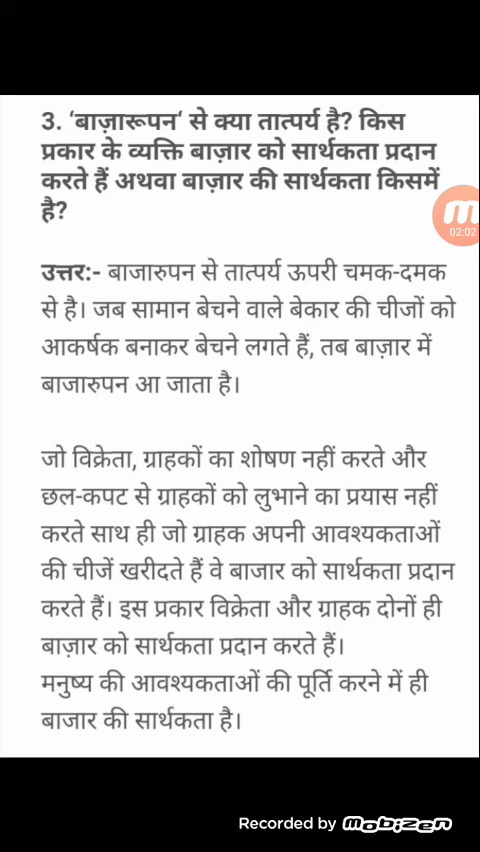 3. ‘बाज़ारूपन’ से क्या तात्पर्य है? किस
प्रकार के व्यक्ति बाज़ार को सार्थकता प्रदान
करते हैं अथवा बाज़ार की सार्थकता किसमें
है?
02:02
उत्तर:- बाजारुपन से तात्पर्य ऊपरी चमक-दमक
से है। जब सामान बेचने वाले बेकार की चीजों को
आकर्षक बनाकर बेचने लगते हैं, तब बाज़ार में
बाजारुपन आ जाता है।
जो विक्रेता, ग्राहकों का शोषण नहीं करते और
छल-कपट से ग्राहकों को लुभाने का प्रयास नहीं
करते साथ ही जो ग्राहक अपनी आवश्यकताओं
की चीजें खरीदते हैं वे बाजार को सार्थकता प्रदान
करते हैं। इस प्रकार विक्रेता और ग्राहक दोनों ही
बाज़ार को सार्थकता प्रदान करते हैं।
मनुष्य की आवश्यकताओं की पूर्ति करने में ही
बाजार की सार्थकता है।
Recorded by Mobizen